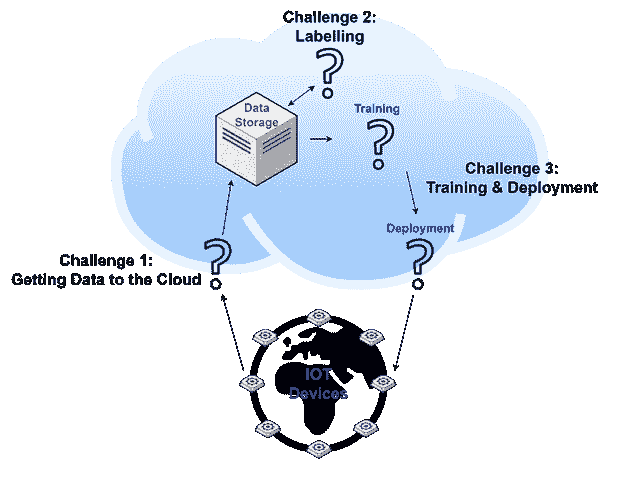 Challenge 2:
Labelling
?
Data
Storage
Training
?
Challenge 3:
Training & Deployment
Deployment
?
Challenge 1:
Getting Data to the Cloud
?
IOT
Devices